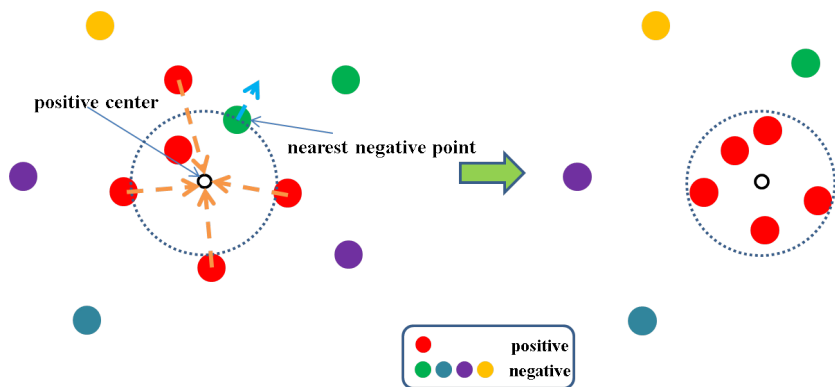 positive center
nearest negative point
positive
negative